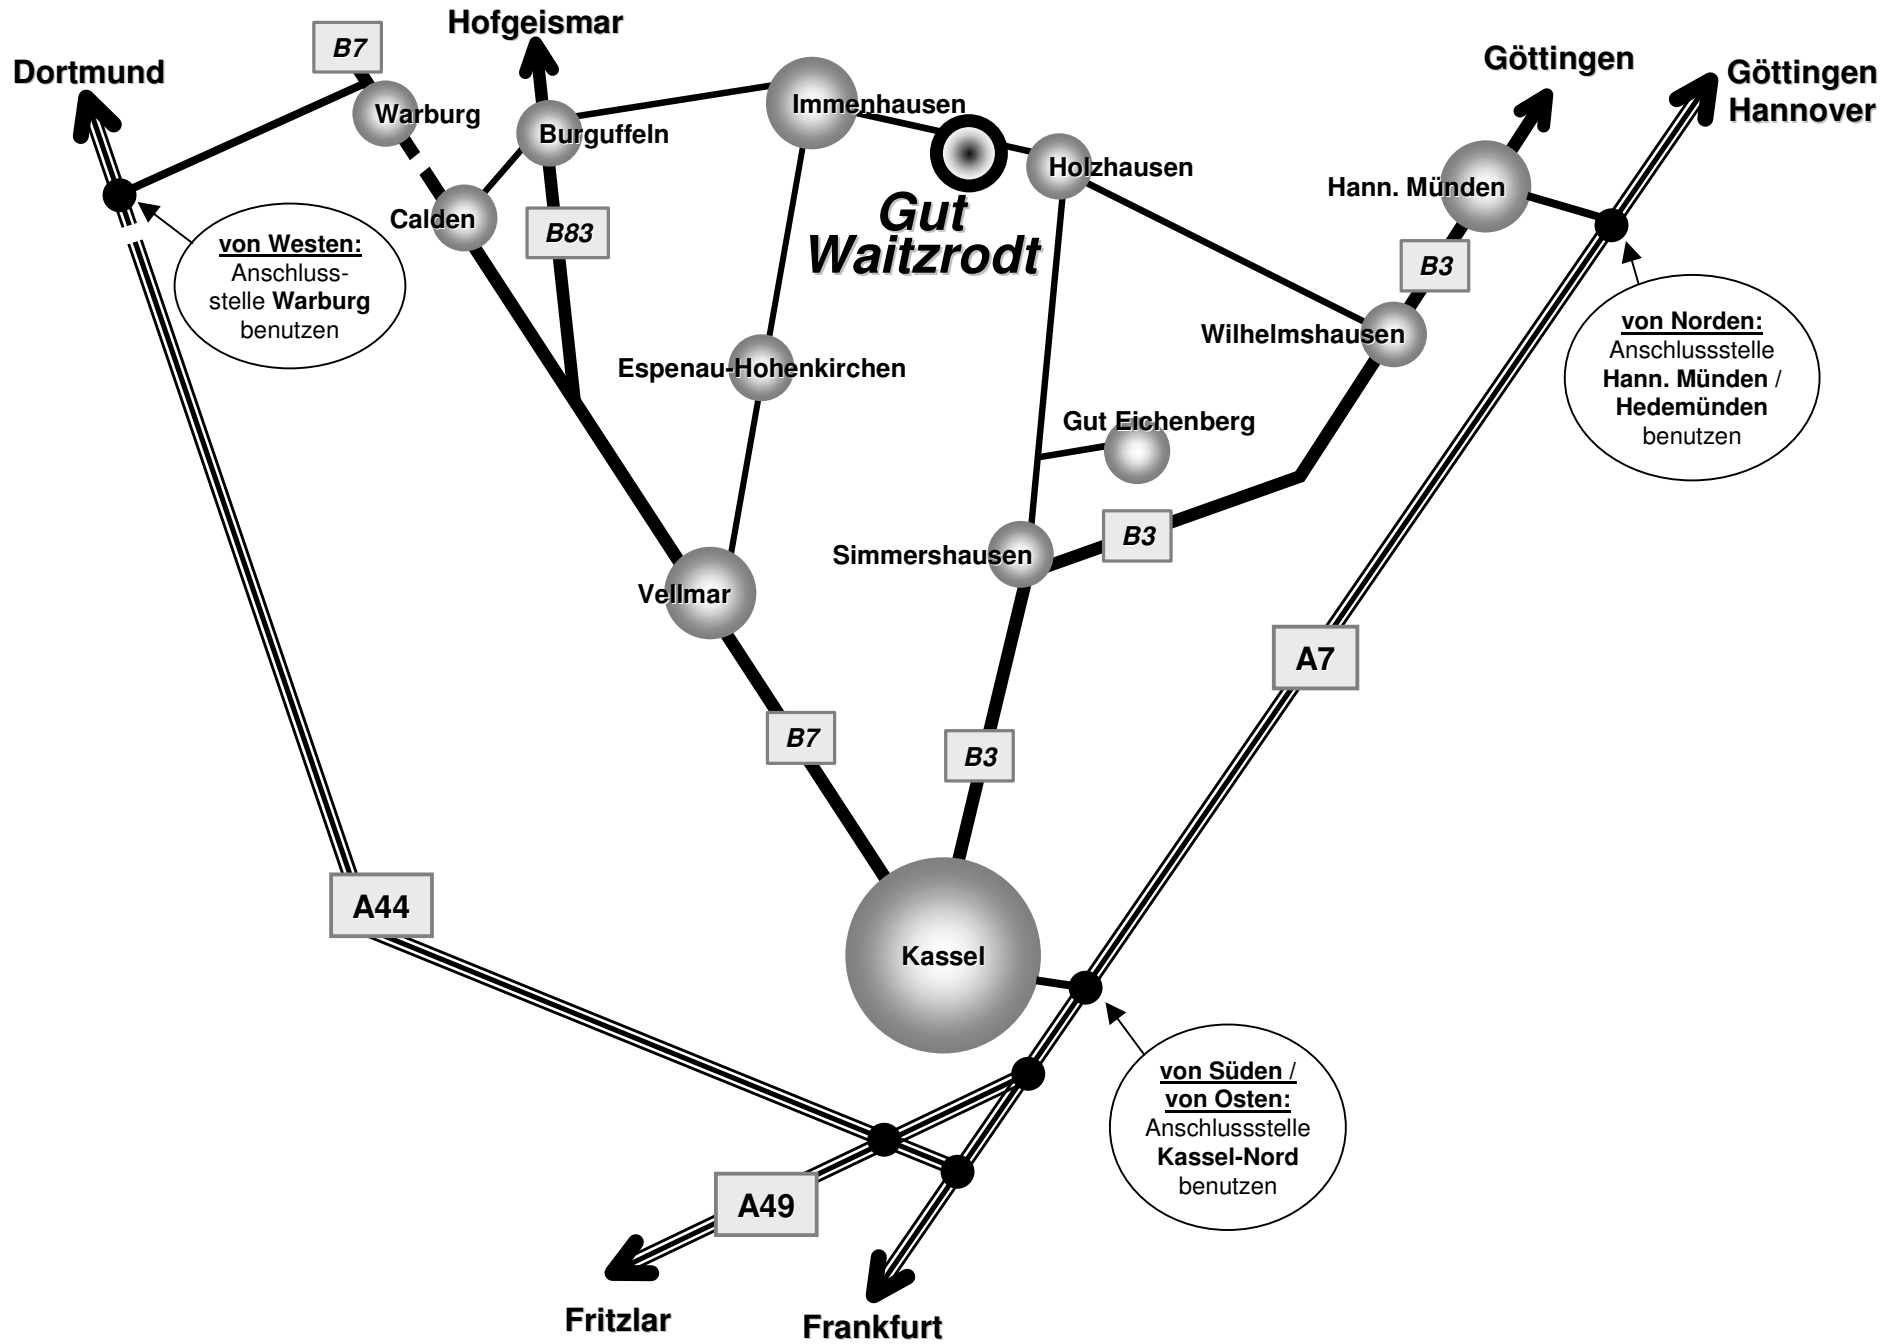 Hofgeismar
B7
Dortmund
Göttingen
Göttingen
Hannover
Warburg
Burguffeln
Immenhausen
Holzhausen
Hann. Münden
Calden
B83
Gut
Waitzrodt
B3
von Westen:
Anschluss-
stelle Warburg
benutzen
von Norden:
Anschlussstelle
Hann. Münden /
Hedemünden
benutzen
Wilhelmshausen
Espenau-Hohenkirchen
Gut Eichenberg
B3
Simmershausen
Vellmar
A7
B7
B3
A44
Kassel
von Süden /
von Osten:
Anschlussstelle
Kassel-Nord
benutzen
A49
Fritzlar
Frankfurt